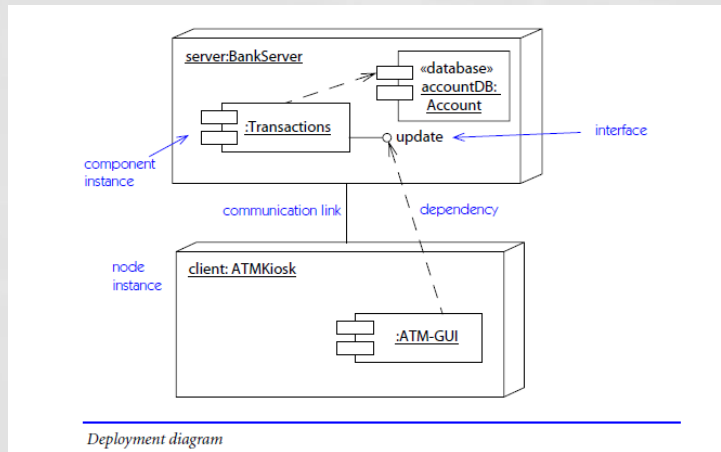 server:BankServer
«database»
accountDB:
Account
:Transactions
update
interface
component
instance
communication link
dependency
node
instance
client: ATMKiosk
:ATM-GUI
Deployment diagram